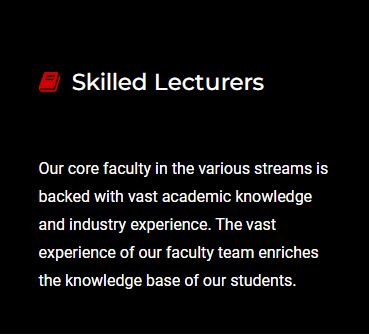 Skilled Lecturers
Our core faculty in the various streams is
backed with vast academic knowledge
and industry experience. The vast
experience of our faculty team enriches
the knowledge base of our students.